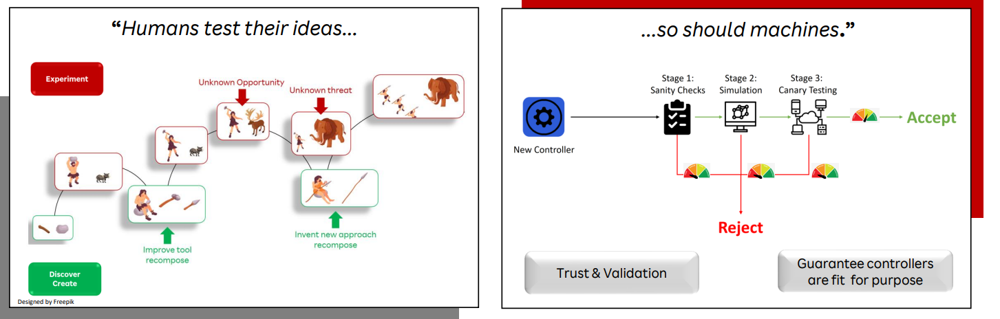 “Humans test their ideas...
Experiment
Unknown Opportunity
Unknown threat
Improve tool
recompose
Invent new approach
recompose
Discover
Create
Designed by Freepik
...so should machines.”
New Controller
Stage 1:
Sanity Checks
Stage 2:
Simulation
Stage 3:
Canary Testing
Accept
Reject
Trust & Validation
Guarantee controllers
are fit for purpose